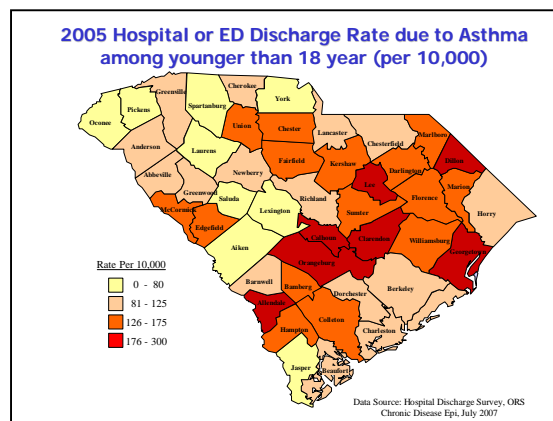 2005 Hospital or ED Discharge Rate due to Asthma
among younger than 18 year (per 10,000)
Cherokee
York
Greenville
Spartanburg
Pickens
Oconee
Union
Chester
Lancaster
Chesterfield
Marlboro
Anderson
Laurens
Dillon
Fairfield
Kershaw
Darlington
Abbeville
Newberry
Lee
Marion
Greenwood
Florence
Saluda
Richland
Horry
McCormick
Lexington
Sumter
Edgefield
Aiken
Calhoun
Clarendon
Williamsburg
Georgetown
Orangeburg
Barnwell
Bamberg
Berkeley
Dorchester
Allendale
Colleton
Charleston
Hampton
Jasper
Beaufort
Rate Per 10,000
0 - 80
81 - 125
126 - 175
176 - 300
Data Source: Hospital Discharge Survey, ORS
Chronic Disease Epi, July 2007